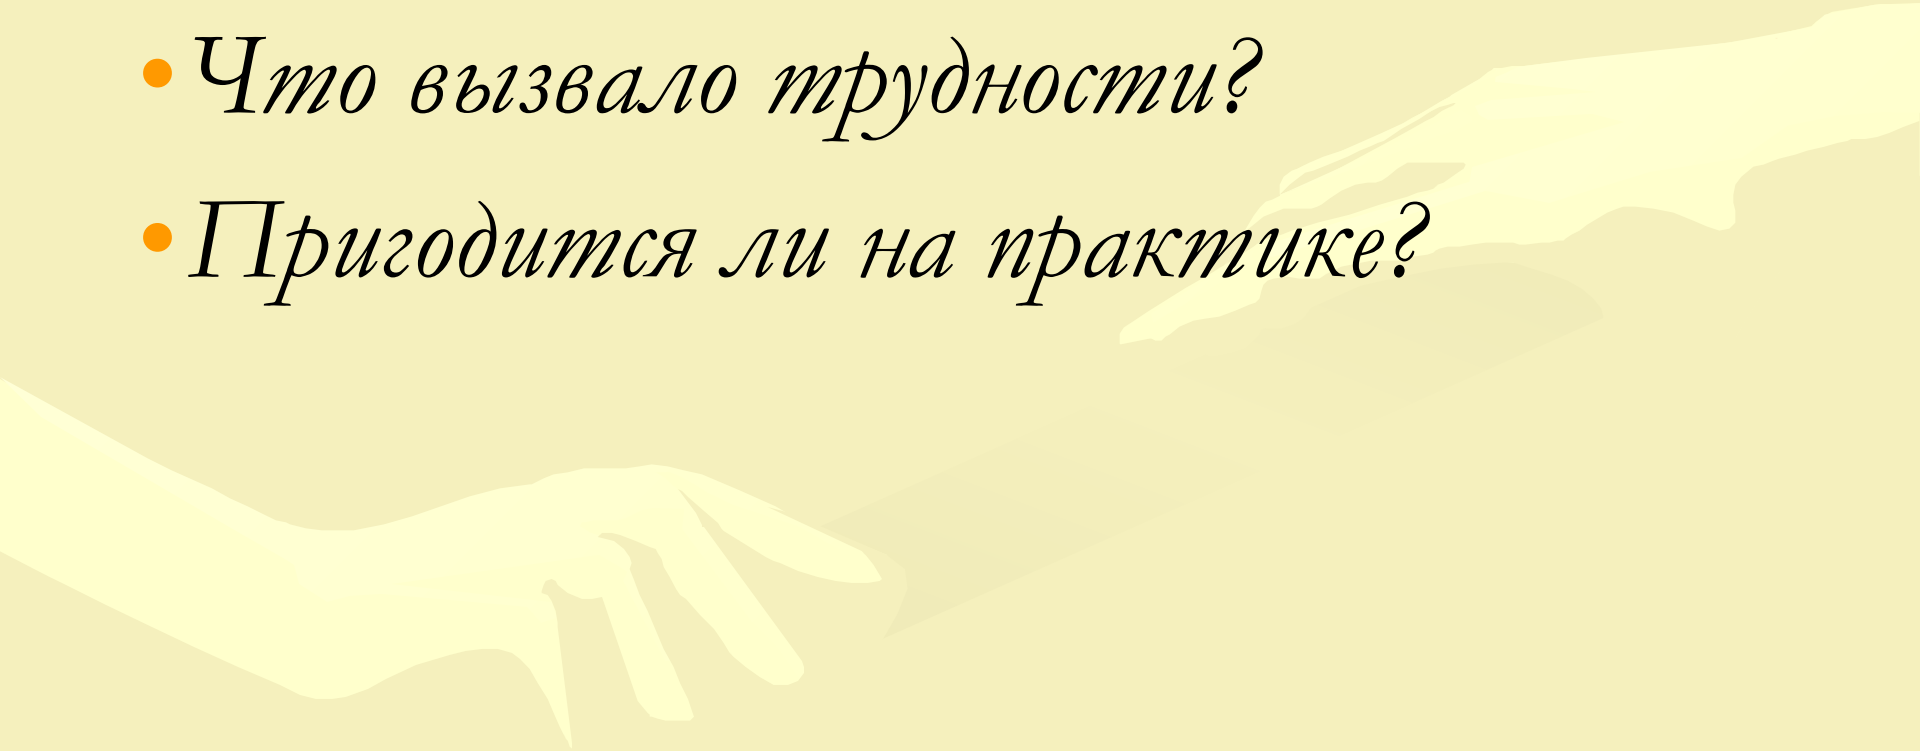 • Что вызвало трудности?
• Пригодится ли на практике?